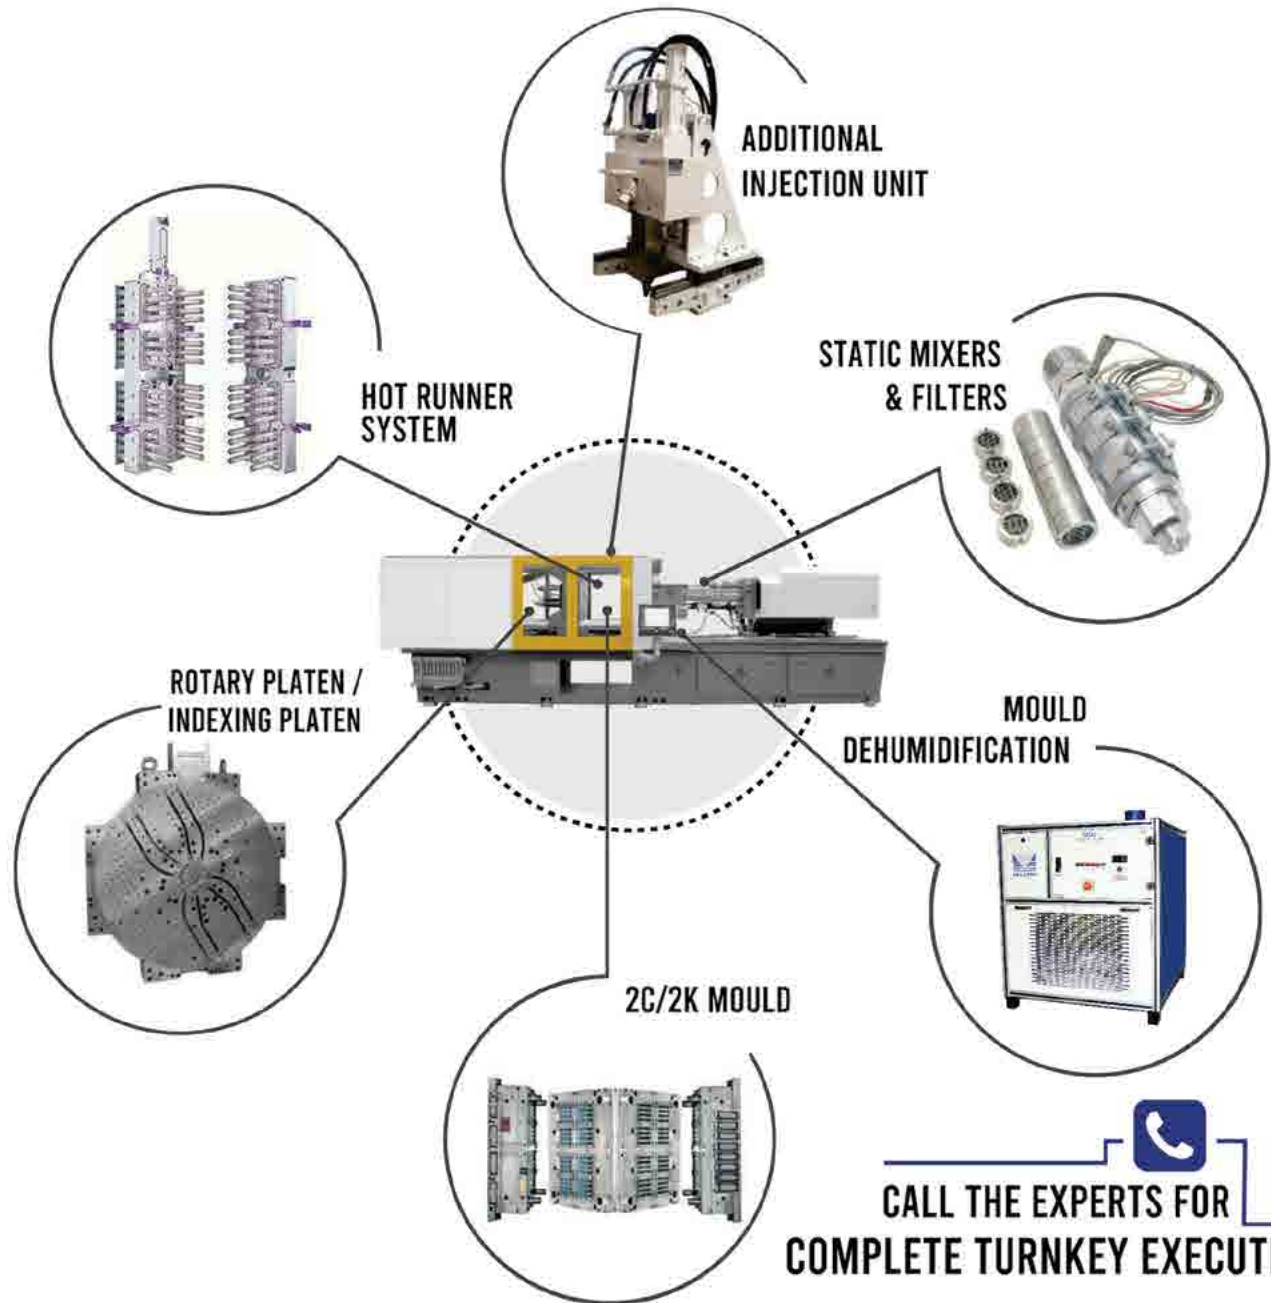 ADDITIONAL
INJECTION UNIT
STATIC MIXERS
& FILTERS
HOT RUNNER
SYSTEM
ROTARY PLATEN /
INDEXING PLATEN
MOULD
DEHUMIDIFICATION
2C/2K MOULD
CALL THE EXPERTS FOR
COMPLETE TURNKEY EXECUTI